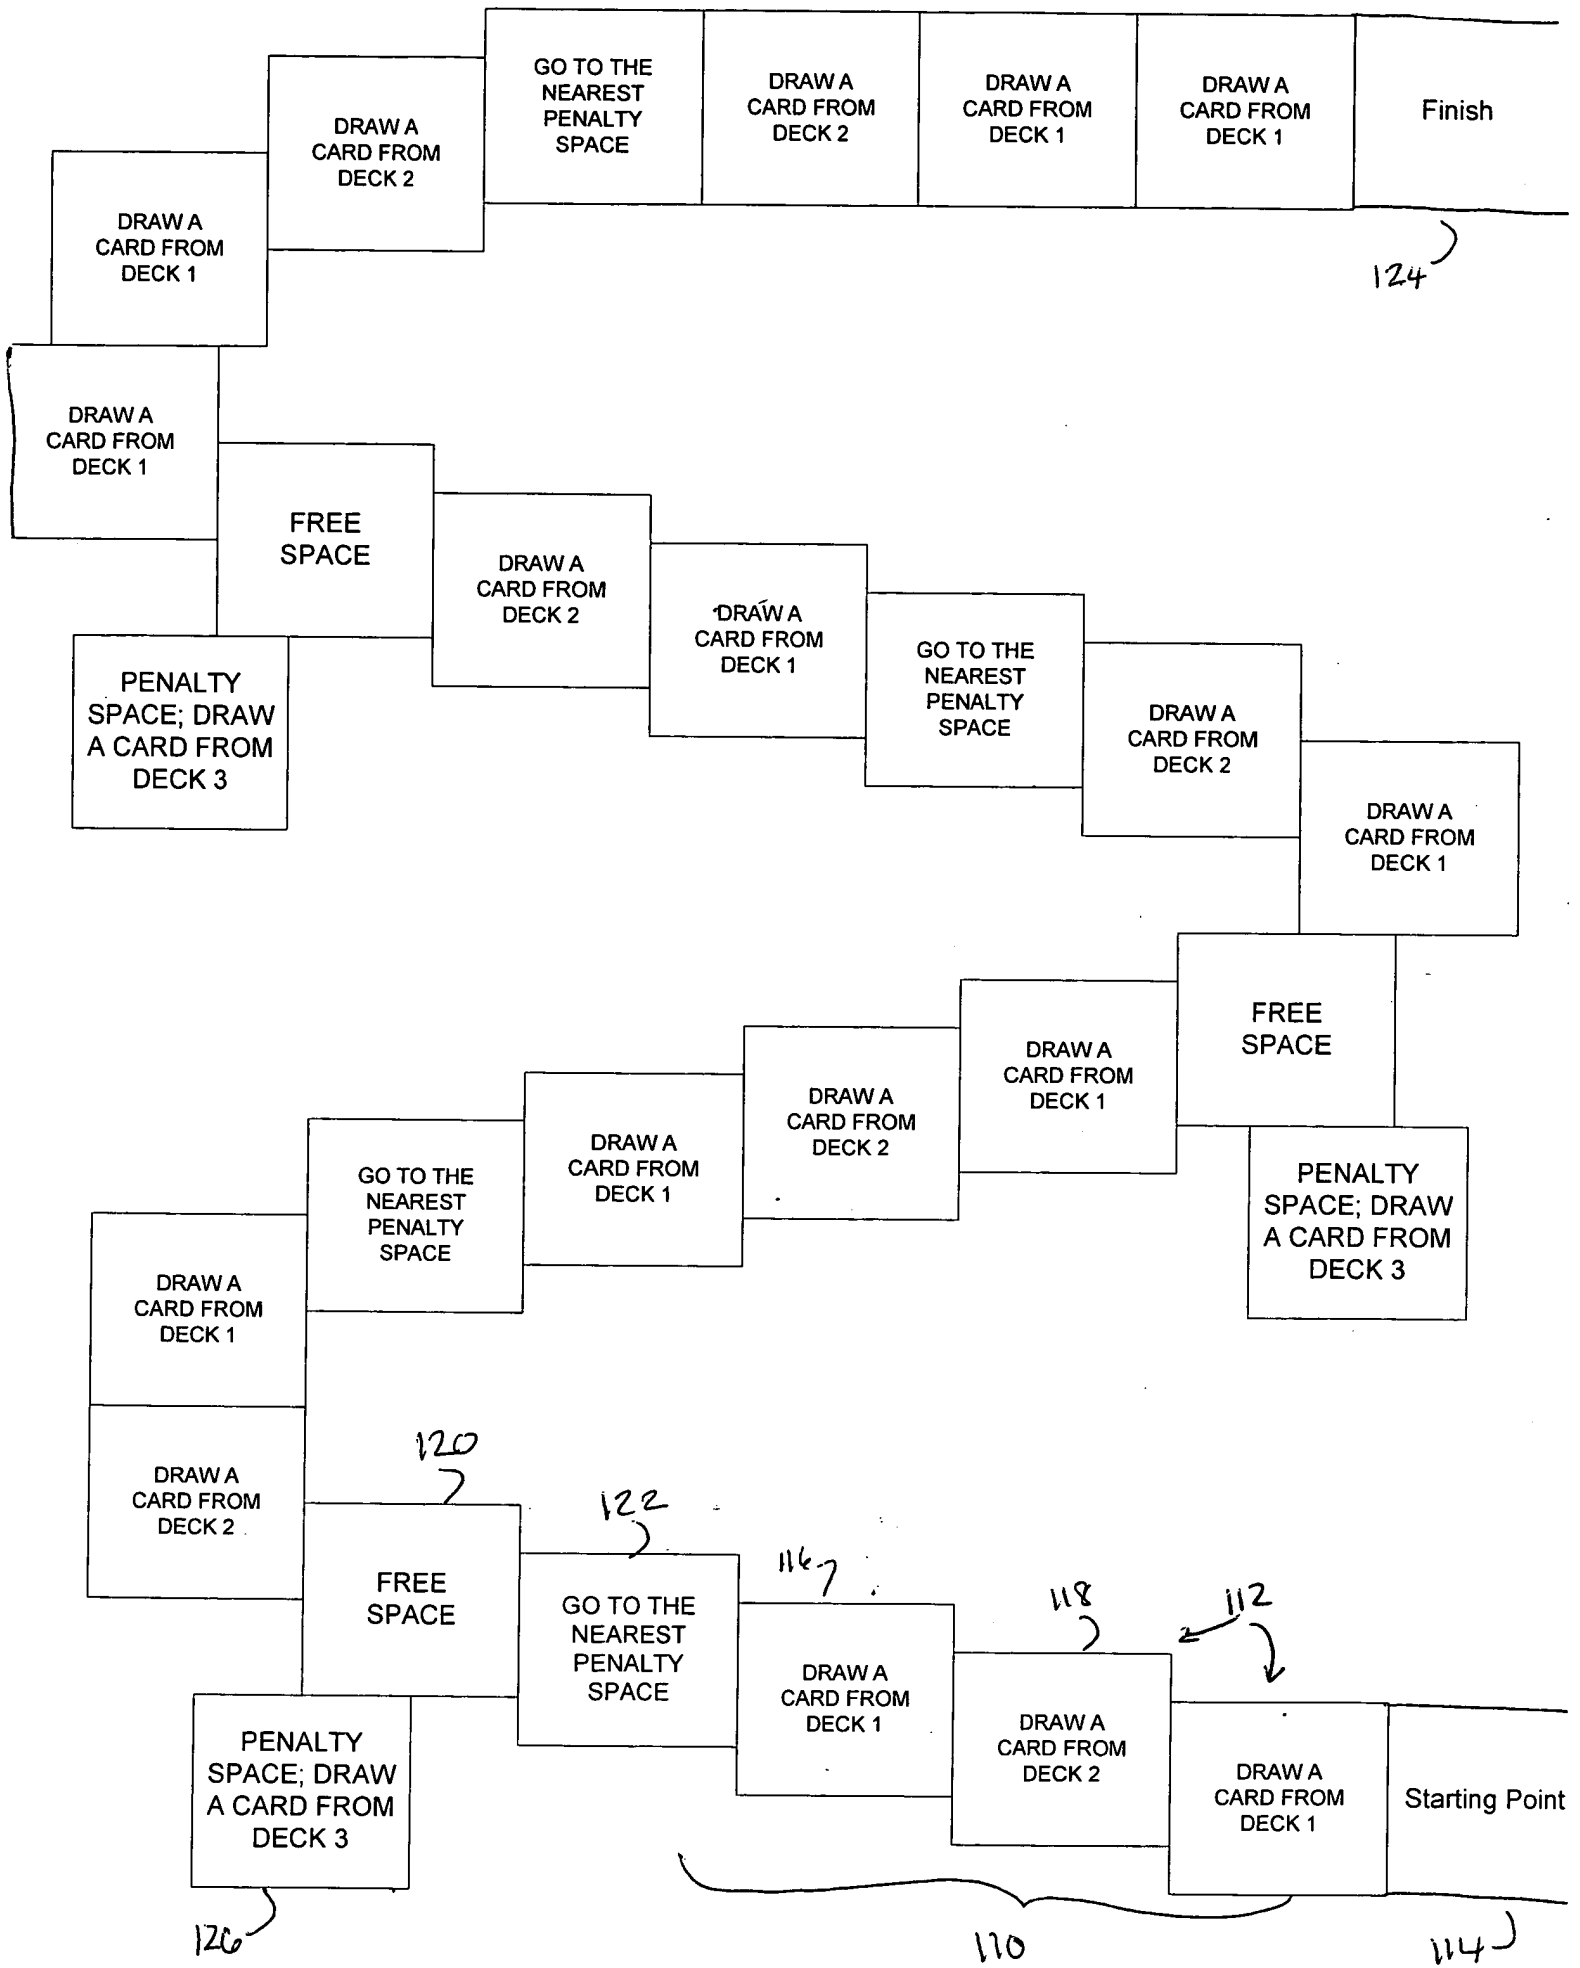 GO TO THE
NEAREST
PENALTY
SPACE
DRAW A
CARD FROM
DECK 2
DRAW A
CARD FROM
DECK 1
DRAW A
CARD FROM
DECK 1
Finish
124
DRAW A
CARD FROM
DECK 2
DRAW A
CARD FROM
DECK 1
DRAW A
CARD FROM
DECK 1
FREE
SPACE
DRAW A
CARD FROM
DECK 2
DRAW A
CARD FROM
DECK 1
GO TO THE
NEAREST
PENALTY
SPACE
DRAW A
CARD FROM
DECK 2
DRAW A
CARD FROM
DECK 1
PENALTY
SPACE; DRAW
A CARD FROM
DECK 3
FREE
SPACE
DRAW A
CARD FROM
DECK 1
DRAW A
CARD FROM
DECK 2
DRAW A
CARD FROM
DECK 1
GO TO THE
NEAREST
PENALTY
SPACE
PENALTY
SPACE; DRAW
A CARD FROM
DECK 3
DRAW A
CARD FROM
DECK 1
DRAW A
CARD FROM
DECK 2
120
FREE
SPACE
122
GO TO THE
NEAREST
PENALTY
SPACE
116
DRAW A
CARD FROM
DECK 1
118
DRAW A
CARD FROM
DECK 2
112
DRAW A
CARD FROM
DECK 1
Starting Point
PENALTY
SPACE; DRAW
A CARD FROM
DECK 3
126
110
114